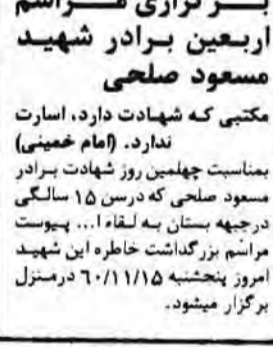 برگزاری مراسم
اربعین برادر شهید
مسعود صلحی
مکتبی که شهادت دارد، اسارت
ندارد. (امام خمینی)
بمناسبت چهلمین روز شهادت برادر
مسعود صلحی که درسن ۱۵ سالگی
درجبهه بستان به لقاءا... پیوست
مراسم بزرگداشت خاطره این شهید
امروز پنجشنبه ۶۰/۱۱/۱۵ درمنزل
برگزار میشود.